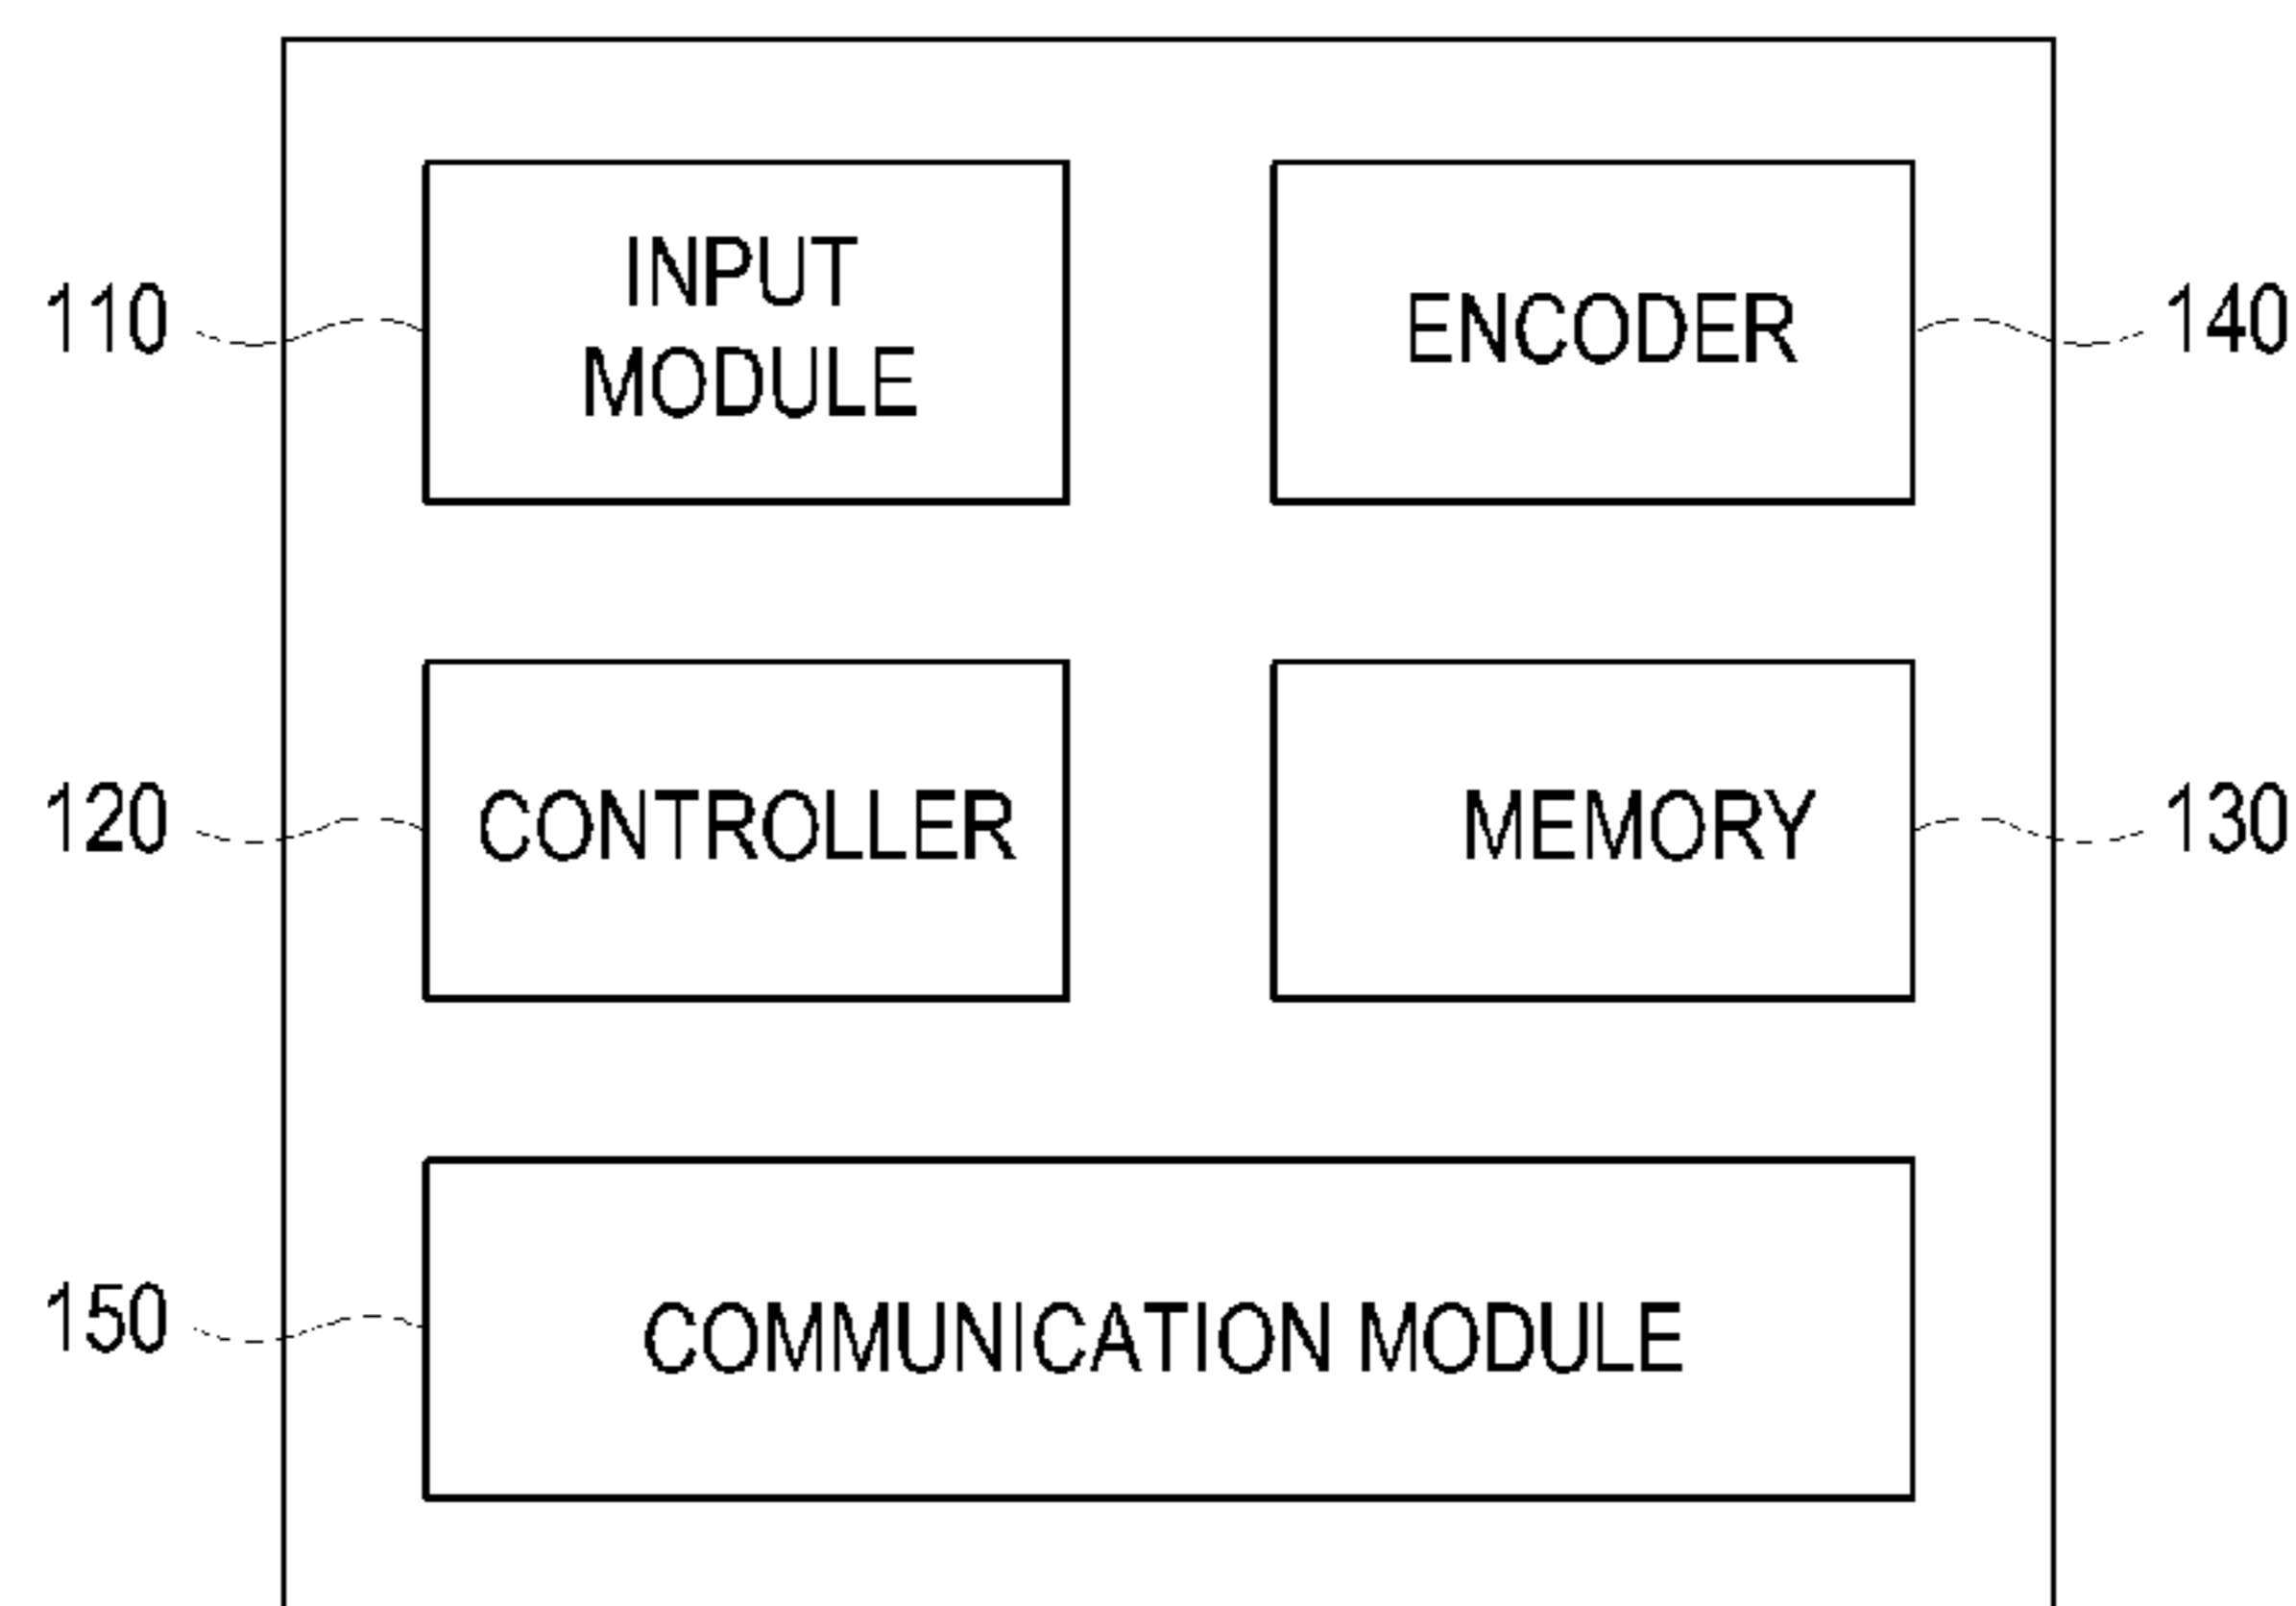 110
INPUT
MODULE
ENCODER
140
120
CONTROLLER
MEMORY
130
150
COMMUNICATION MODULE